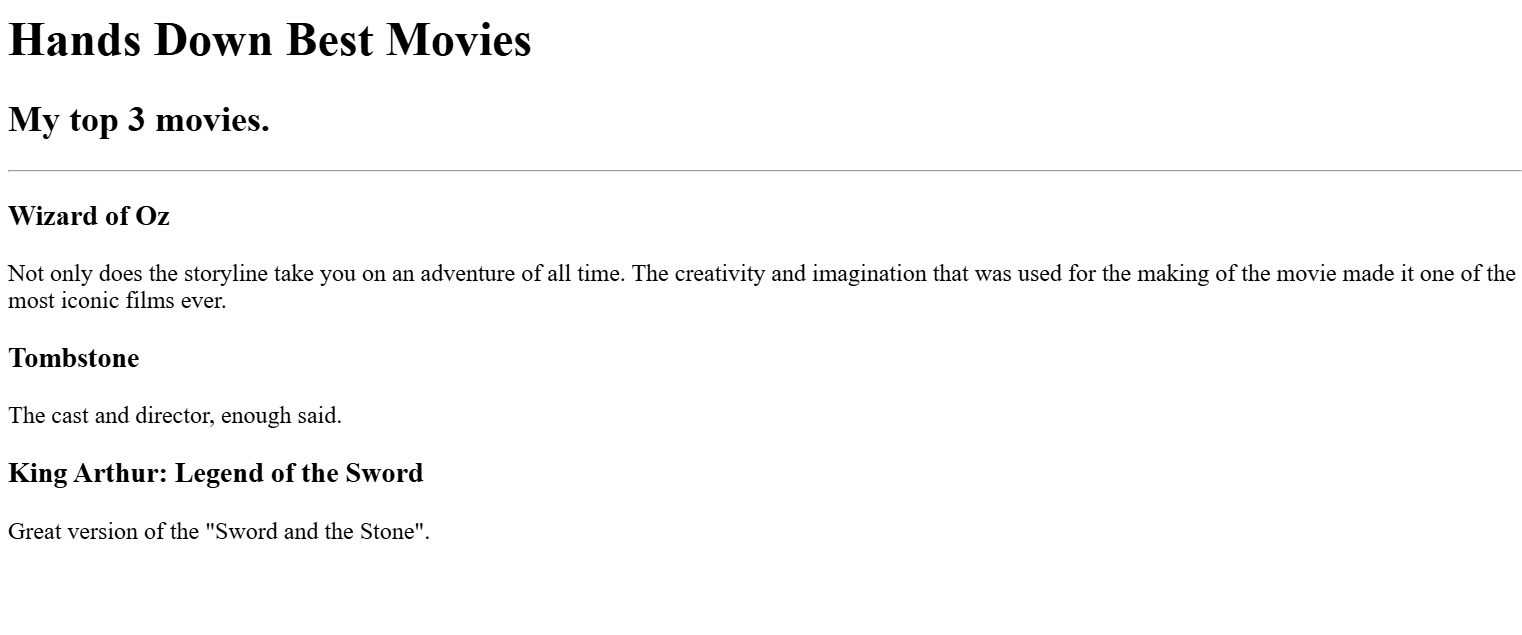 Hands Down Best Movies
My top 3 movies.
Wizard of Oz
Not only does the storyline take you on an adventure of all time. The creativity and imagination that was used for the making of the movie made it one of the
most iconic films ever.
Tombstone
The cast and director, enough said.
King Arthur: Legend of the Sword
Great version of the "Sword and the Stone".